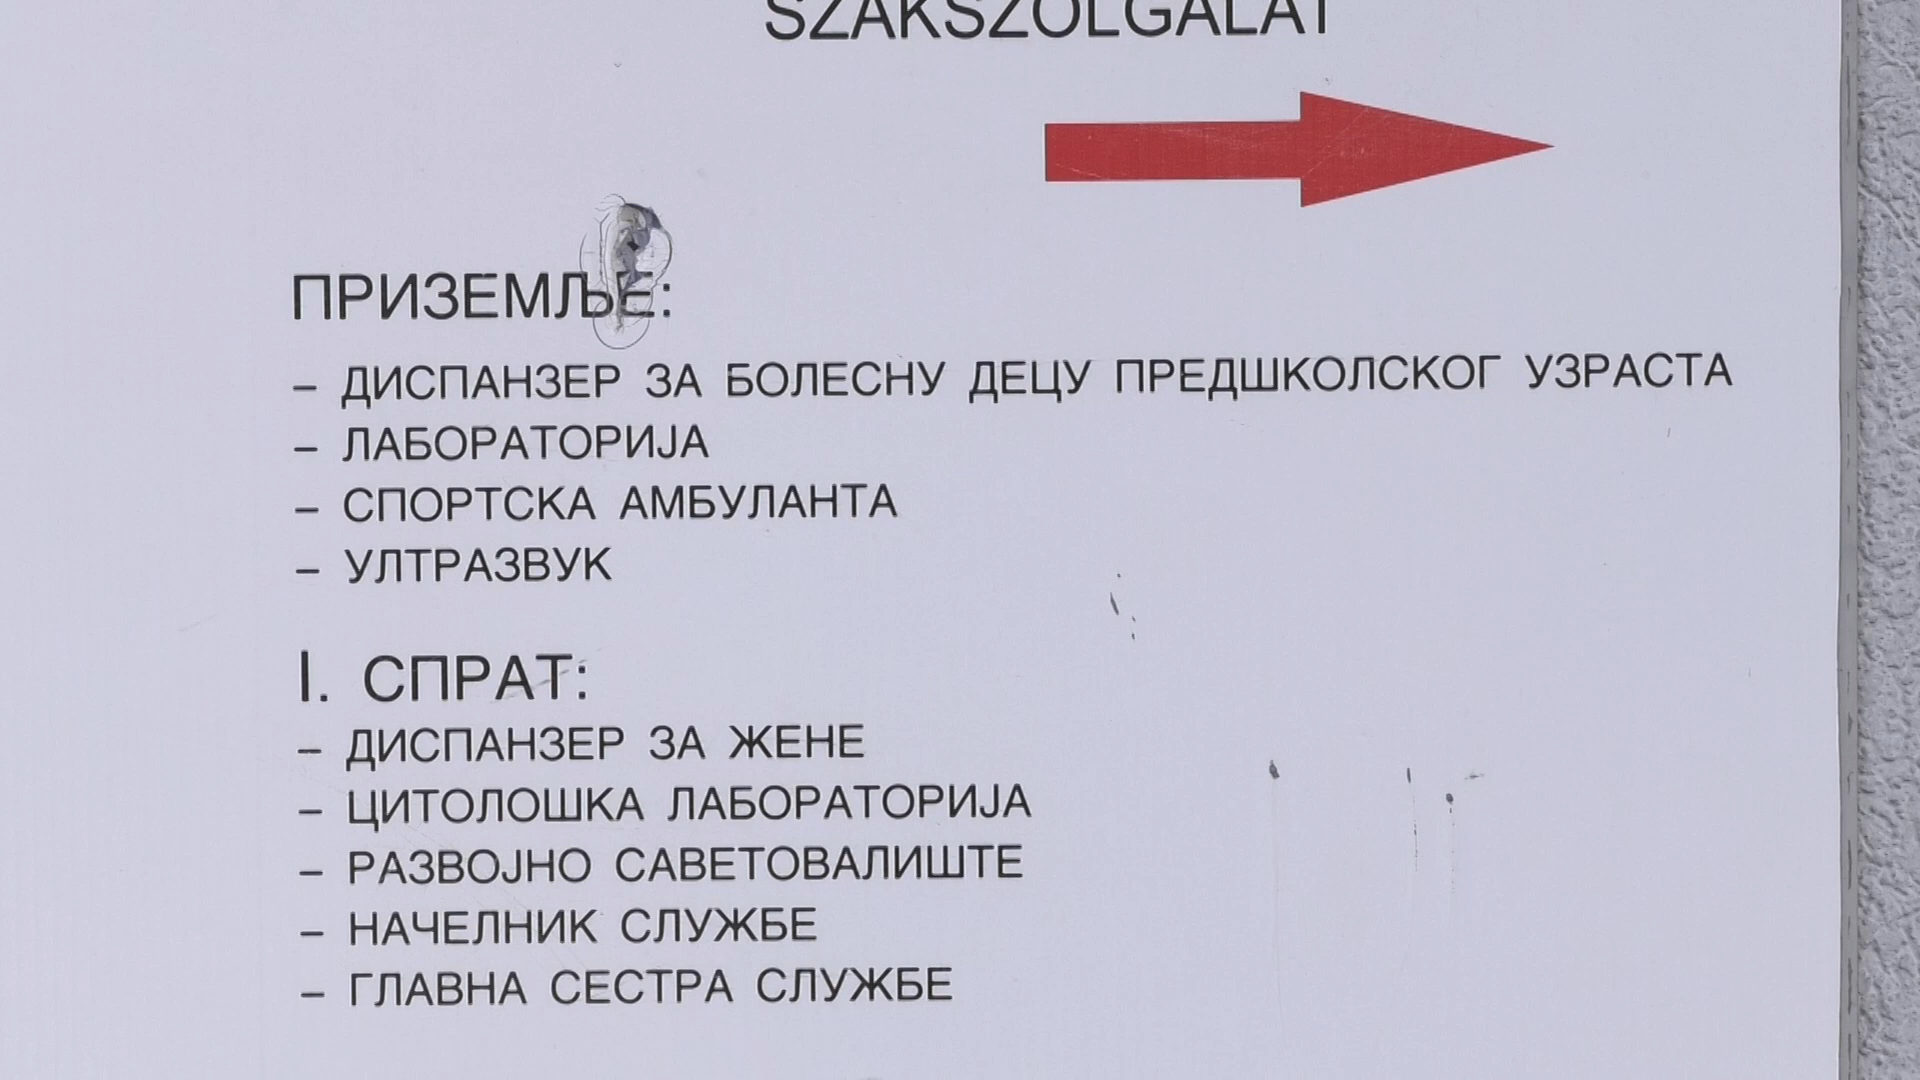 SZAKSZOLGÁLAT
ПРИЗЕМЉЕ:
– ДИСПАНЗЕР ЗА БОЛЕСНУ ДЕЦУ ПРЕДШКОЛСКОГ УЗРАСТА
– ЛАБОРАТОРИЈА
– СПОРТСКА АМБУЛАНТА
– УЛТРАЗВУК
I. СПРАТ:
– ДИСПАНЗЕР ЗА ЖЕНЕ
– ЦИТОЛОШКА ЛАБОРАТОРИЈА
– РАЗВОЈНО САВЕТОВАЛИШТЕ
– НАЧЕЛНИК СЛУЖБЕ
– ГЛАВНА СЕСТРА СЛУЖБЕ